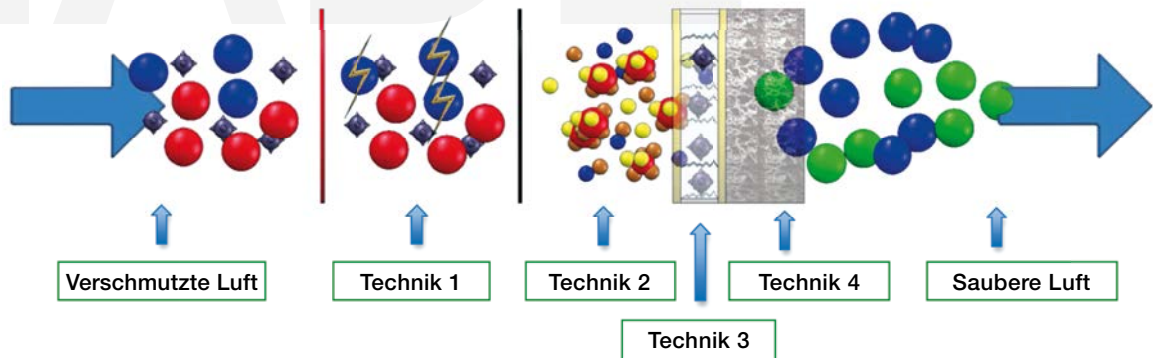 Verschmutzte Luft
Technik 1
Technik 2
Technik 3
Technik 4
Saubere Luft